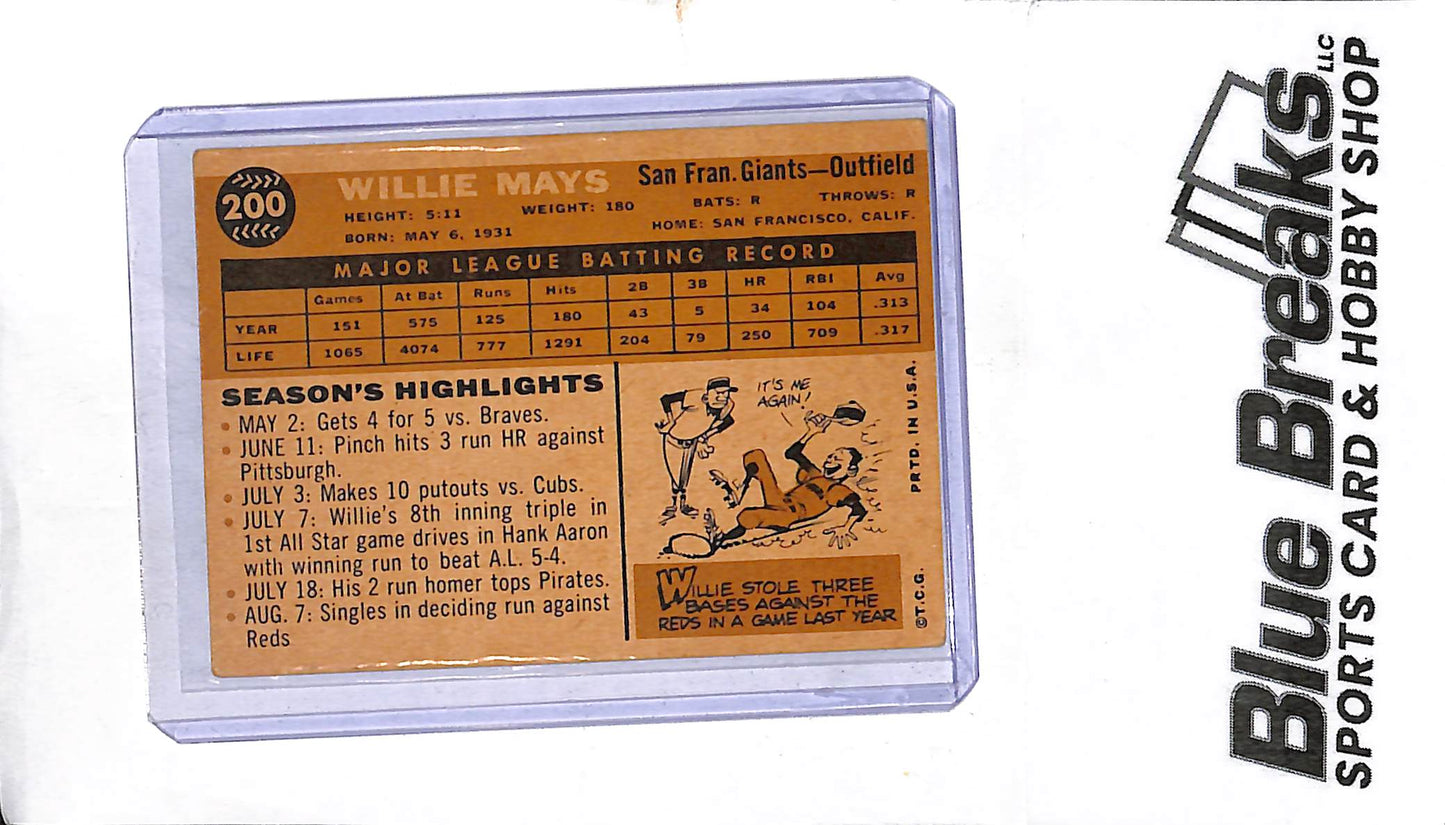 200
WILLIE MAYS
San Fran. Giants—Outfield
HEIGHT: 5:11 WEIGHT: 180 BATS: R THROWS: R
BORN: MAY 6, 1931 HOME: SAN FRANCISCO, CALIF.
MAJOR LEAGUE BATTING RECORD
Games At Bat Runs Hits 2B 3B HR RBI Avg
YEAR 151 575 125 180 43 5 34 104 .313
LIFE 1065 4074 777 1291 204 79 250 709 .317
SEASON'S HIGHLIGHTS
• MAY 2: Gets 4 for 5 vs. Braves.
• JUNE 11: Pinch hits 3 run HR against
Pittsburgh.
• JULY 3: Makes 10 putouts vs. Cubs.
• JULY 7: Willie's 8th inning triple in
1st All Star game drives in Hank Aaron
with winning run to beat A.L. 5-4.
• JULY 18: His 2 run homer tops Pirates.
• AUG. 7: Singles in deciding run against
Reds
IT'S ME
AGAIN!
WILLIE STOLE THREE
BASES AGAINST THE
REDS IN A GAME LAST YEAR
©T.C.G. PRTD. IN U.S.A.
Blue Breaks LLC
SPORTS CARD & HOBBY SHOP